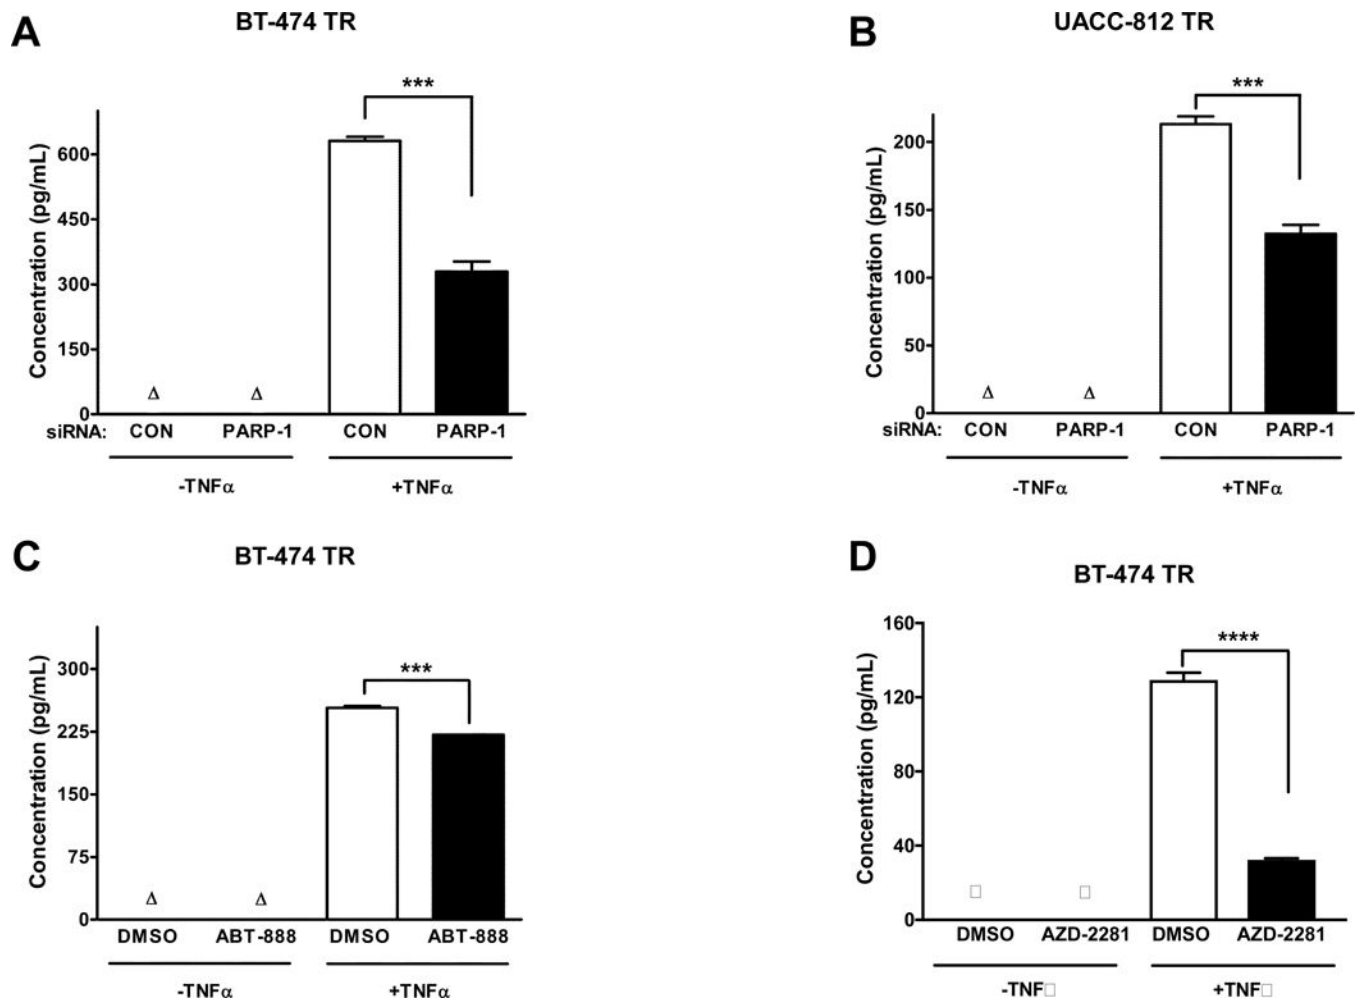 A
BT-474 TR
***
Concentration (pg/mL)
600
450
300
150
0
Δ Δ
siRNA: CON PARP-1 CON PARP-1
-TNFα +TNFα
B
UACC-812 TR
***
Concentration (pg/mL)
200
150
100
50
0
Δ Δ
siRNA: CON PARP-1 CON PARP-1
-TNFα +TNFα
C
BT-474 TR
***
Concentration (pg/mL)
300
225
150
75
0
Δ Δ
DMSO ABT-888 DMSO ABT-888
-TNFα +TNFα
D
BT-474 TR
****
Concentration (pg/mL)
160
120
80
40
0
□ □
DMSO AZD-2281 DMSO AZD-2281
-TNF□ +TNF□